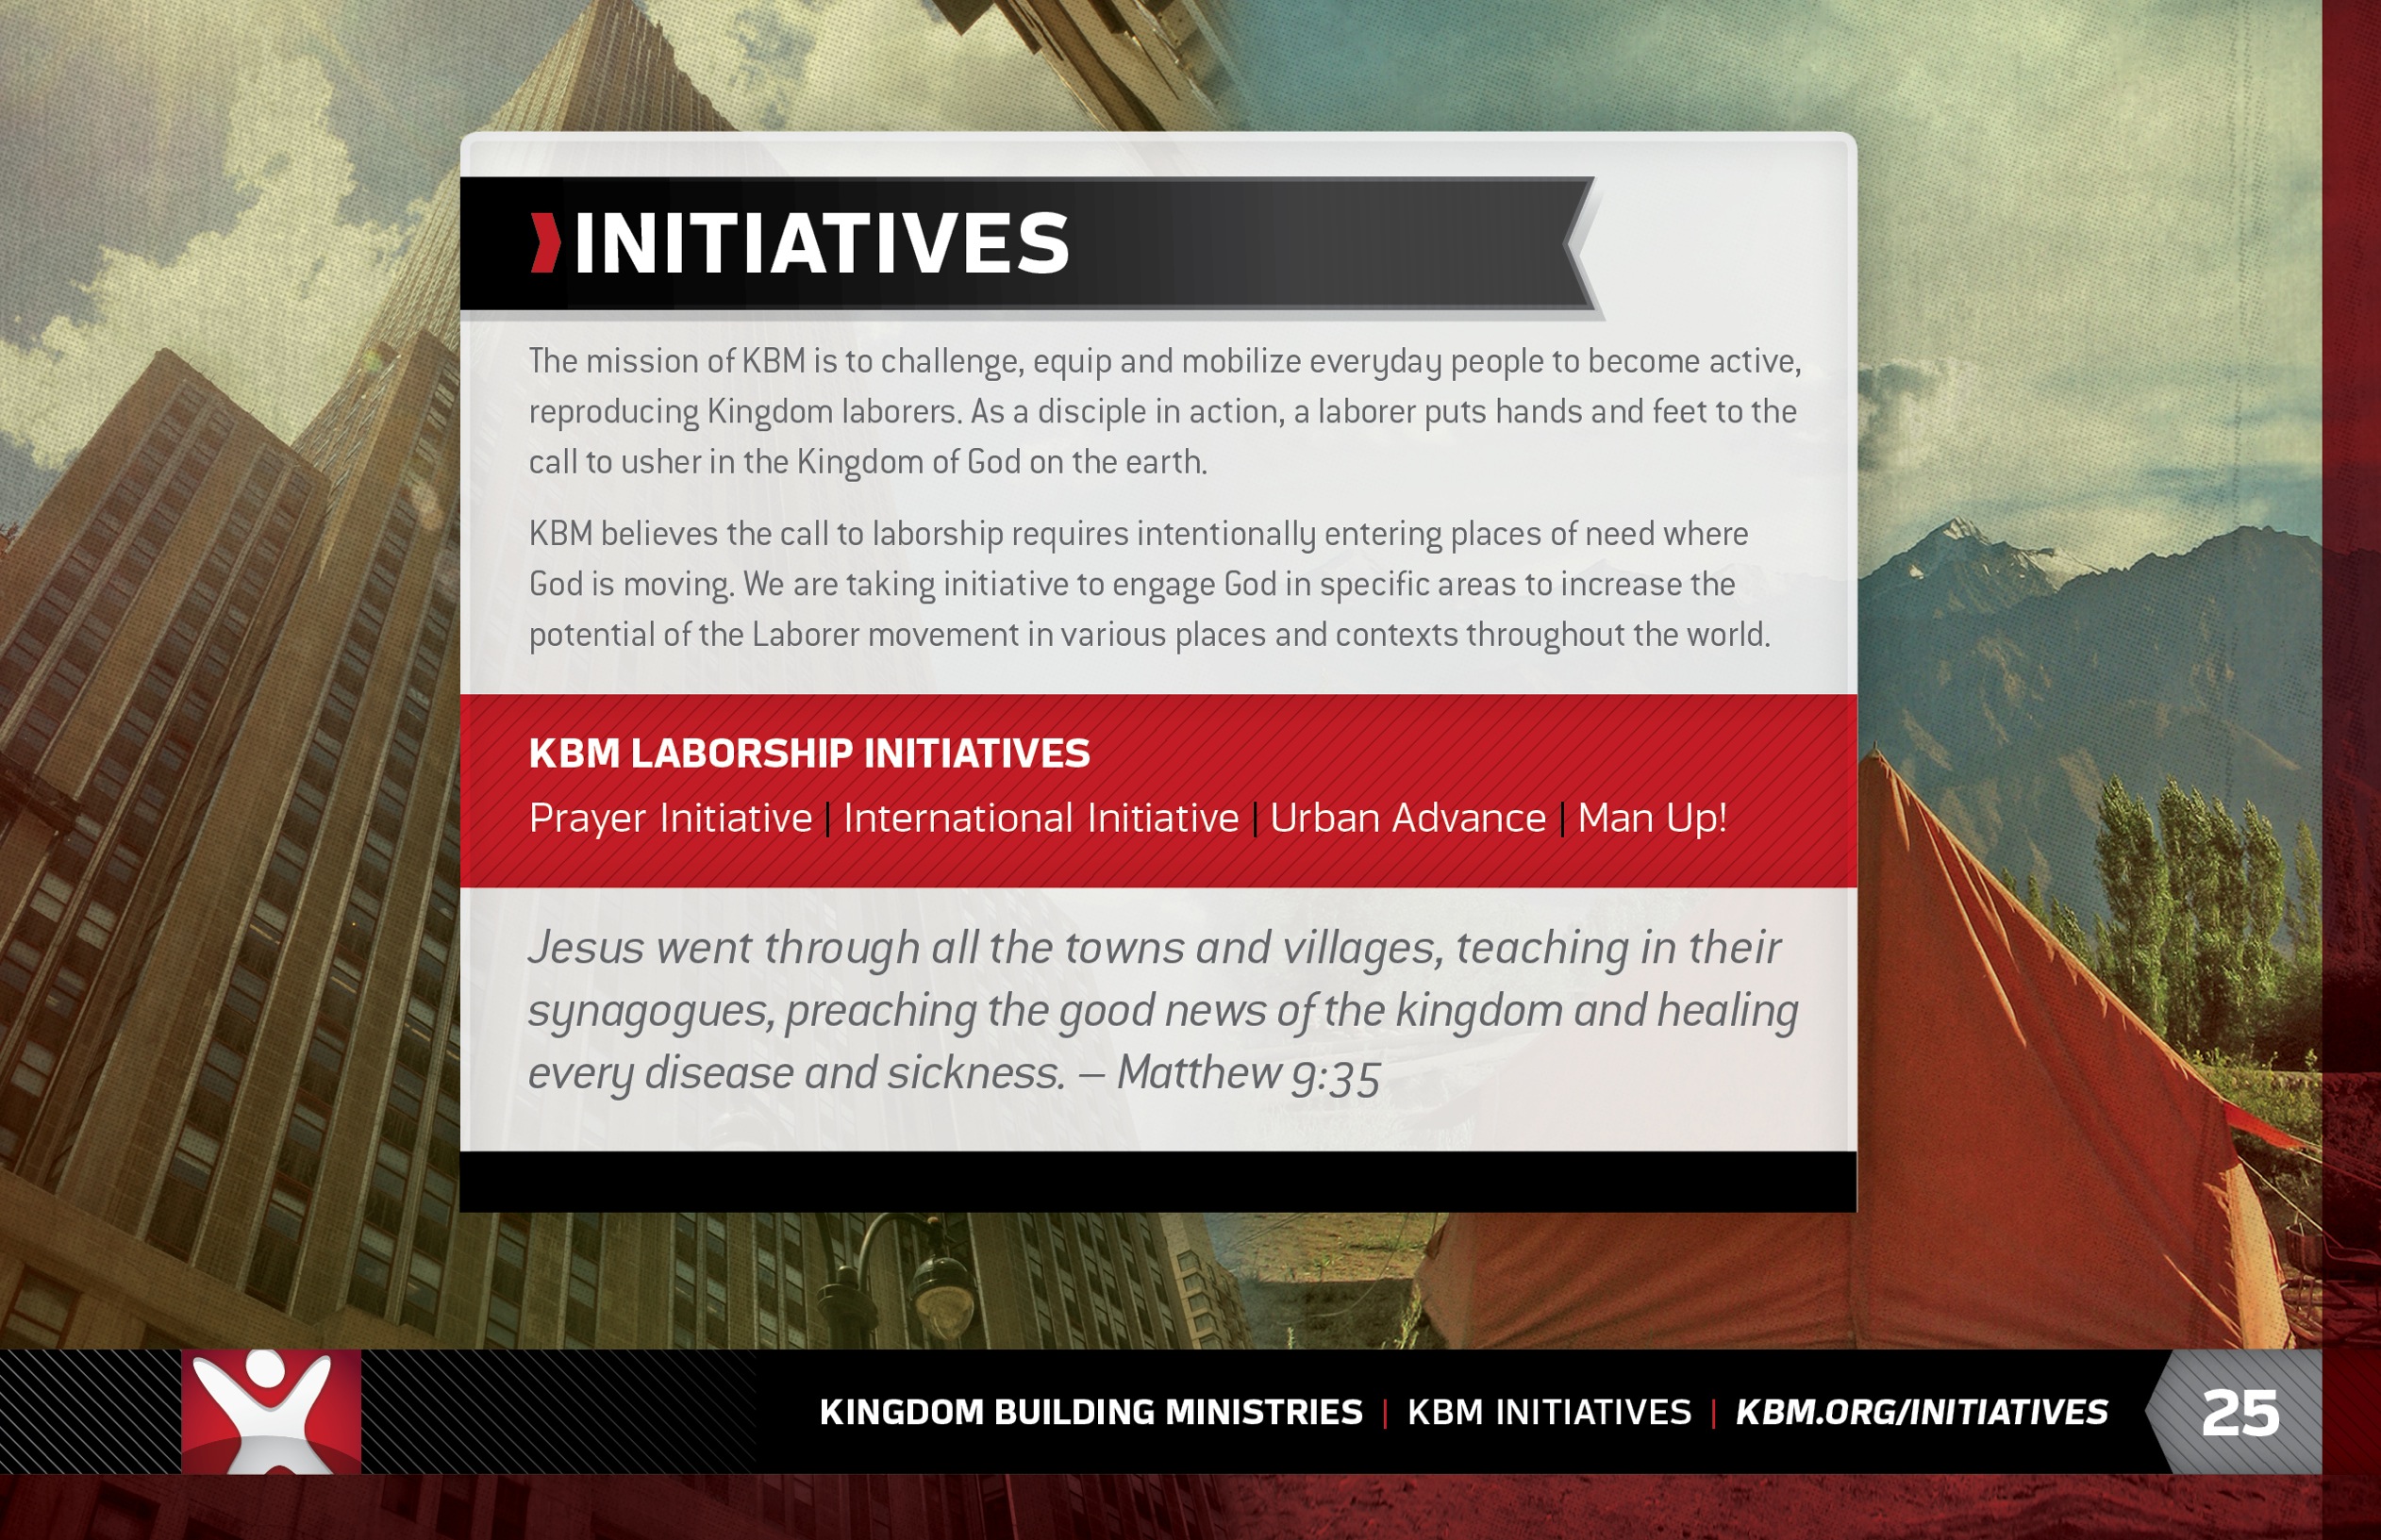 INITIATIVES
The mission of KBM is to challenge, equip and mobilize everyday people to become active,
reproducing Kingdom laborers. As a disciple in action, a laborer puts hands and feet to the
call to usher in the Kingdom of God on the earth.
KBM believes the call to laborship requires intentionally entering places of need where
God is moving. We are taking initiative to engage God in specific areas to increase the
potential of the Laborer movement in various places and contexts throughout the world.
KBM LABORSHIP INITIATIVES
Prayer Initiative | International Initiative | Urban Advance | Man Up!
Jesus went through all the towns and villages, teaching in their
synagogues, preaching the good news of the kingdom and healing
every disease and sickness. – Matthew 9:35
KINGDOM BUILDING MINISTRIES | KBM INITIATIVES | KBM.ORG/INITIATIVES 25